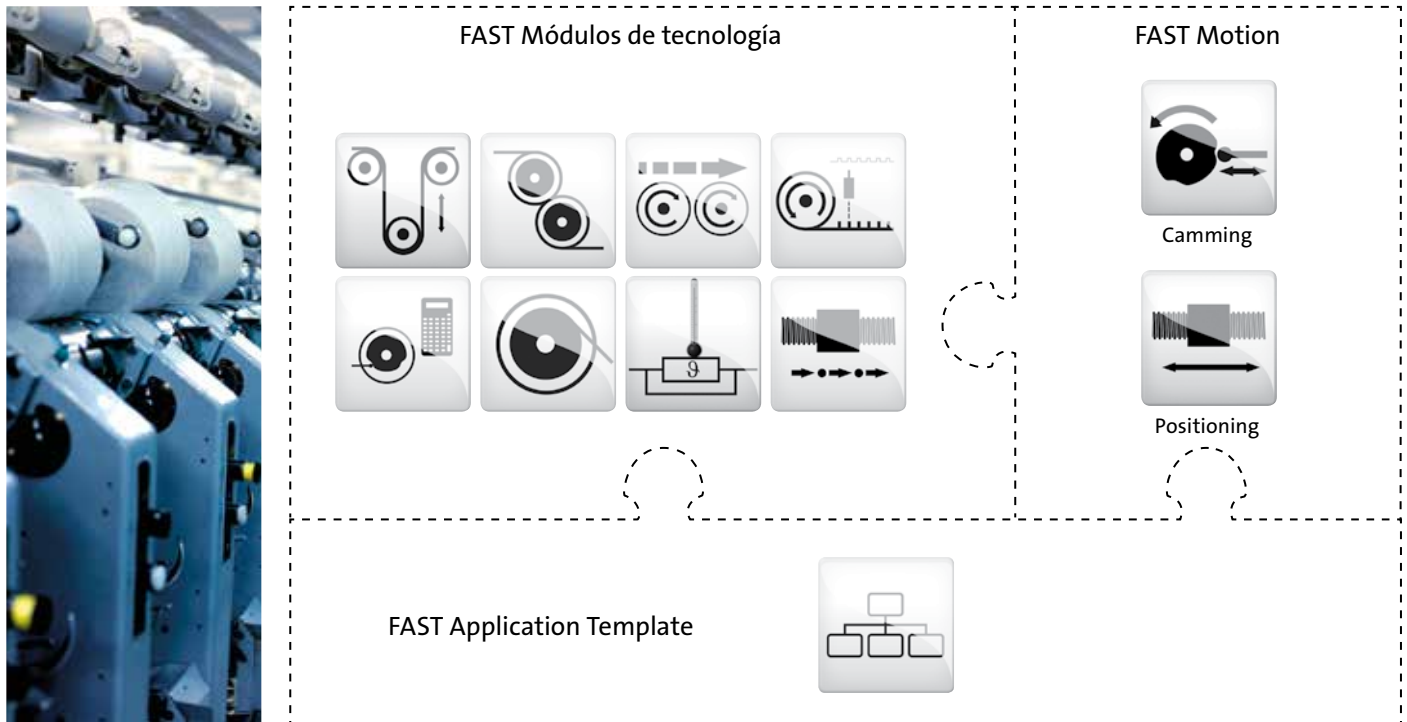 FAST Módulos de tecnología
FAST Motion
Camming
ϑ
Positioning
FAST Application Template